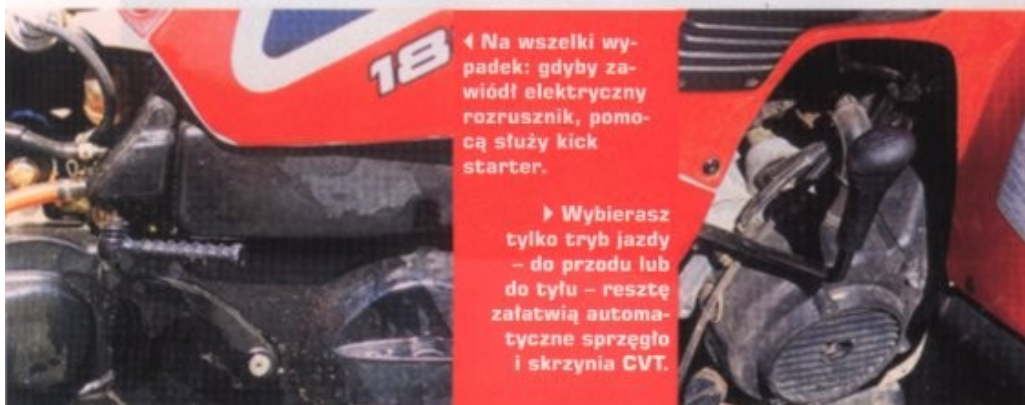 18
◀ Na wszelki wy-
padek: gdyby za-
wiódł elektryczny
rozrusznik, pomo-
cą służy kick
starter.
▶ Wybierasz
tylko tryb jazdy
– do przodu lub
do tyłu – resztę
załatwią automa-
tyczne sprzęgło
i skrzynia CVT.